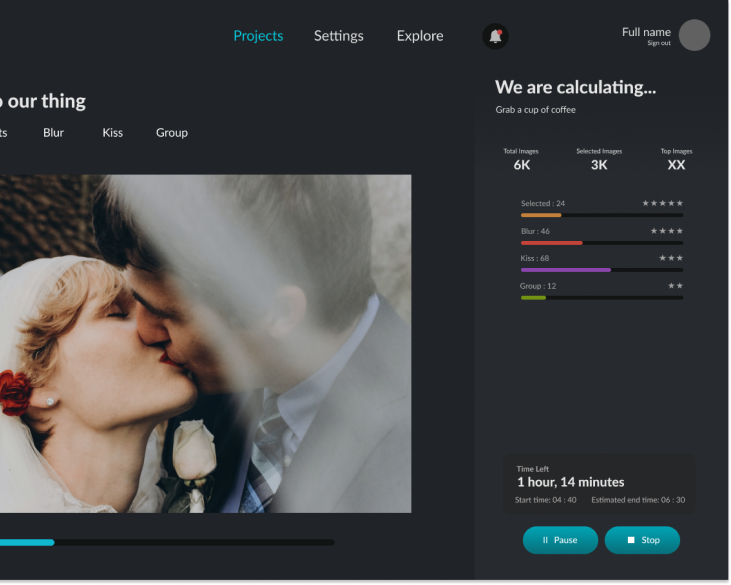 Projects Settings Explore
Full name
Sign out
our thing
Blur Kiss Group
We are calculating...
Grab a cup of coffee
Total Images Selected Images Top Images
6K 3K XX
Selected : 24 ★★★★★
Blur : 46 ★★★★
Kiss : 68 ★★★
Group : 12 ★★
Time Left
1 hour, 14 minutes
Start time: 04 : 40 Estimated end time: 06 : 30
Pause Stop